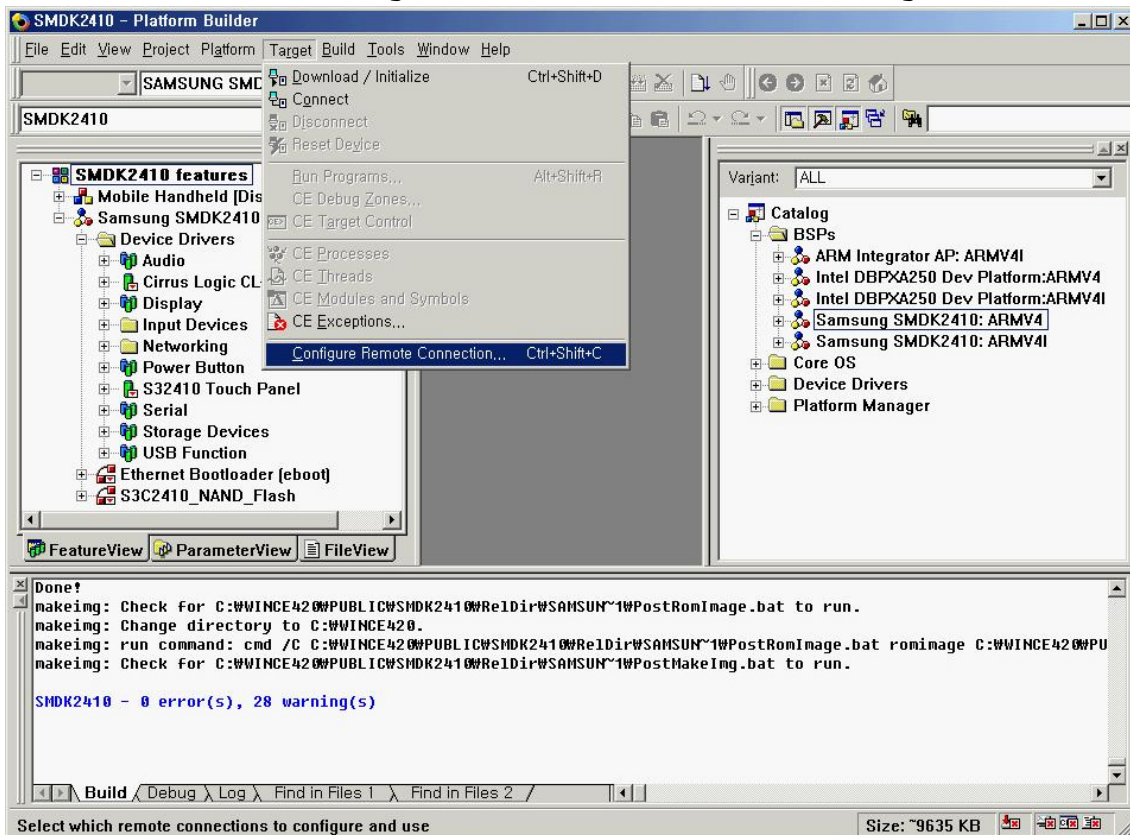 SMDK2410 - Platform Builder
File Edit View Project Platform Target Build Tools Window Help
SAMSUNG SMD
SMDK2410
Download / Initialize Ctrl+Shift+D
Connect
Disconnect
Reset Device
Run Programs... Alt+Shift+R
CE Debug Zones...
CE Target Control
CE Processes
CE Threads
CE Modules and Symbols
CE Exceptions...
Configure Remote Connection... Ctrl+Shift+C
SMDK2410 features
Mobile Handheld [Dis
Samsung SMDK2410
Device Drivers
Audio
Cirrus Logic CL-
Display
Input Devices
Networking
Power Button
S32410 Touch Panel
Serial
Storage Devices
USB Function
Ethernet Bootloader (eboot)
S3C2410_NAND_Flash
FeatureView ParameterView FileView
Variant: ALL
Catalog
BSPs
ARM Integrator AP: ARMV4I
Intel DBPXA250 Dev Platform:ARMV4
Intel DBPXA250 Dev Platform:ARMV4I
Samsung SMDK2410: ARMV4
Samsung SMDK2410: ARMV4I
Core OS
Device Drivers
Platform Manager
Done!
makeimg: Check for C:₩WINCE420₩PUBLIC₩SMDK2410₩RelDir₩SAMSUN~1₩PostRomImage.bat to run.
makeimg: Change directory to C:₩WINCE420.
makeimg: run command: cmd /C C:₩WINCE420₩PUBLIC₩SMDK2410₩RelDir₩SAMSUN~1₩PostRomImage.bat romimage C:₩WINCE420₩PU
makeimg: Check for C:₩WINCE420₩PUBLIC₩SMDK2410₩RelDir₩SAMSUN~1₩PostMakeImg.bat to run.
SMDK2410 - 0 error(s), 28 warning(s)
Build Debug Log Find in Files 1 Find in Files 2
Select which remote connections to configure and use
Size: ~9635 KB